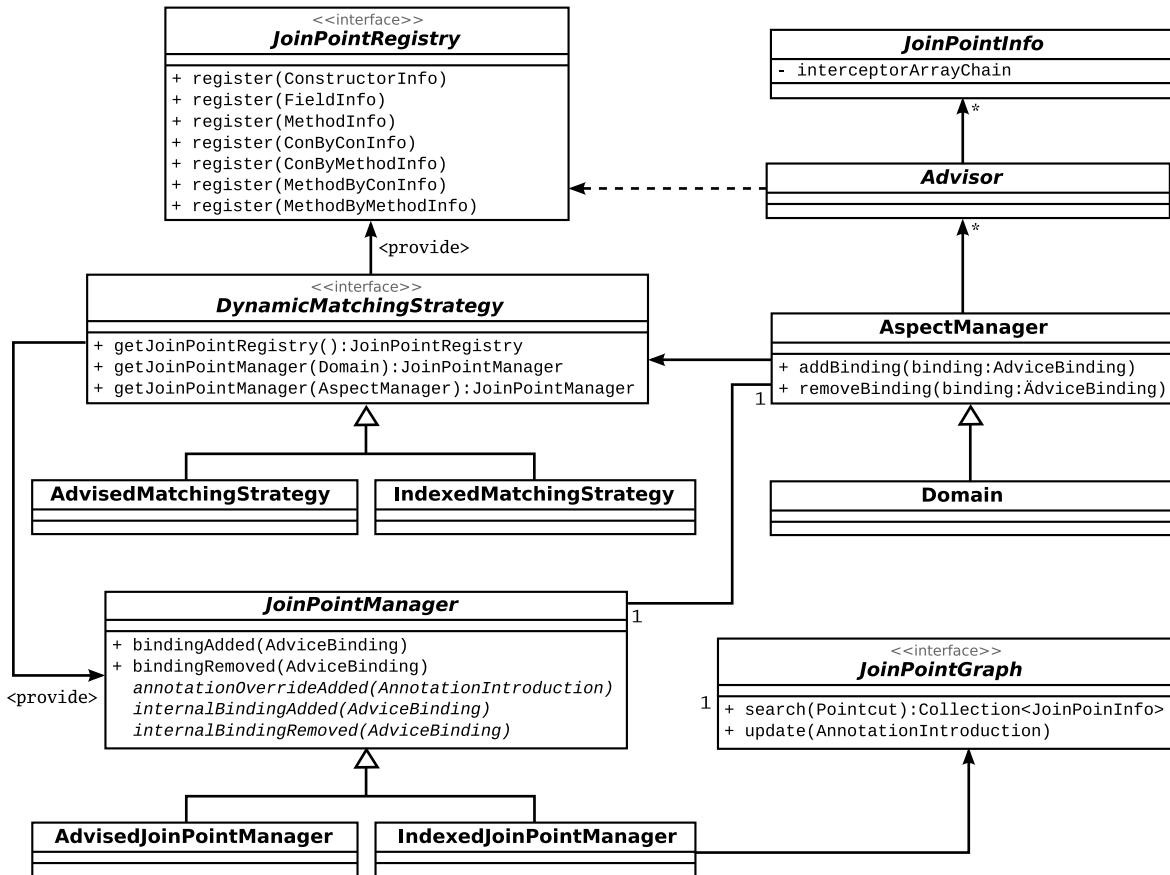 <<interface>>
JoinPointRegistry
+ register(ConstructorInfo)
+ register(FieldInfo)
+ register(MethodInfo)
+ register(ConByConInfo)
+ register(ConByMethodInfo)
+ register(MethodByConInfo)
+ register(MethodByMethodInfo)
JoinPointInfo
- interceptorArrayChain
*
Advisor
*
<provide>
<<interface>>
DynamicMatchingStrategy
+ getJoinPointRegistry():JoinPointRegistry
+ getJoinPointManager(Domain):JoinPointManager
+ getJoinPointManager(AspectManager):JoinPointManager
AspectManager
+ addBinding(binding:AdviceBinding)
+ removeBinding(binding:ÄdviceBinding)
1
AdvisedMatchingStrategy
IndexedMatchingStrategy
Domain
JoinPointManager
+ bindingAdded(AdviceBinding)
+ bindingRemoved(AdviceBinding)
annotationOverrideAdded(AnnotationIntroduction)
internalBindingAdded(AdviceBinding)
internalBindingRemoved(AdviceBinding)
1
<provide>
<<interface>>
JoinPointGraph
+ search(Pointcut):Collection<JoinPoinInfo>
+ update(AnnotationIntroduction)
1
AdvisedJoinPointManager
IndexedJoinPointManager